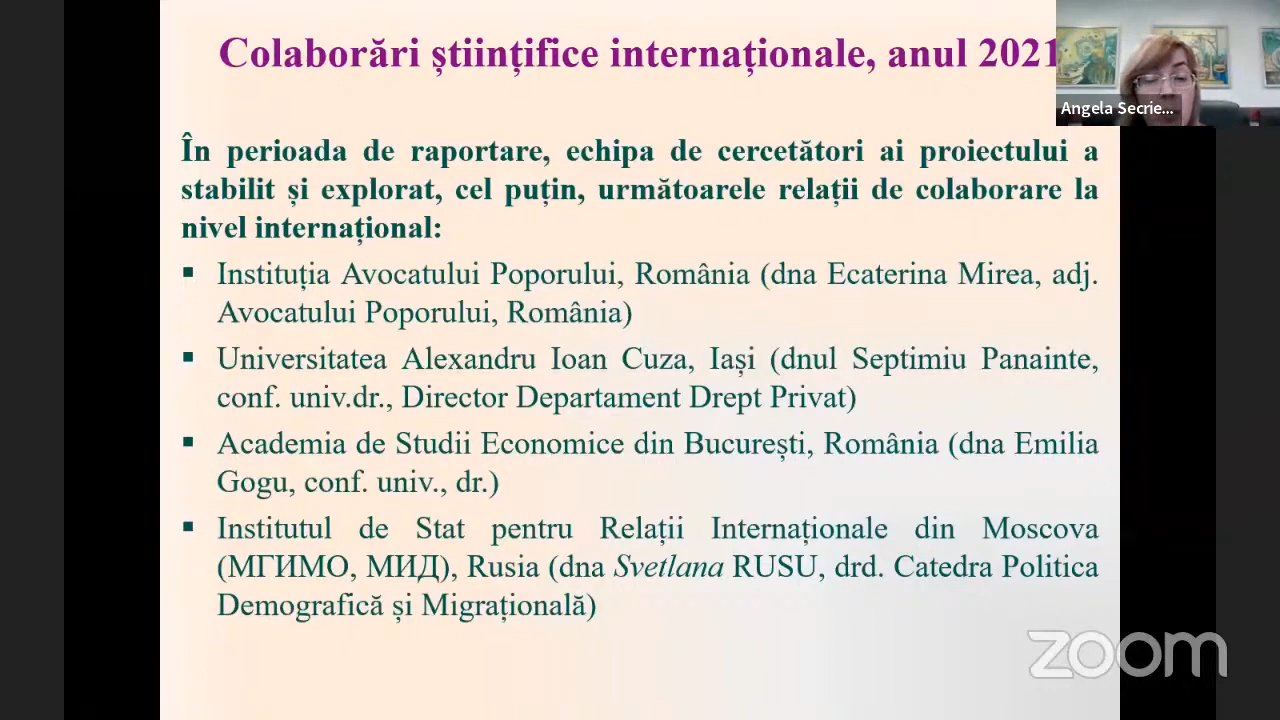 Colaborări științifice internaționale, anul 2021
Angela Secrie...
În perioada de raportare, echipa de cercetători ai proiectului a
stabilit și explorat, cel puțin, următoarele relații de colaborare la
nivel internațional:
▪ Instituția Avocatului Poporului, România (dna Ecaterina Mirea, adj.
Avocatului Poporului, România)
▪ Universitatea Alexandru Ioan Cuza, Iași (dnul Septimiu Panainte,
conf. univ.dr., Director Departament Drept Privat)
▪ Academia de Studii Economice din București, România (dna Emilia
Gogu, conf. univ., dr.)
▪ Institutul de Stat pentru Relații Internaționale din Moscova
(МГИМО, МИД), Rusia (dna Svetlana RUSU, drd. Catedra Politica
Demografică și Migrațională)
zoom